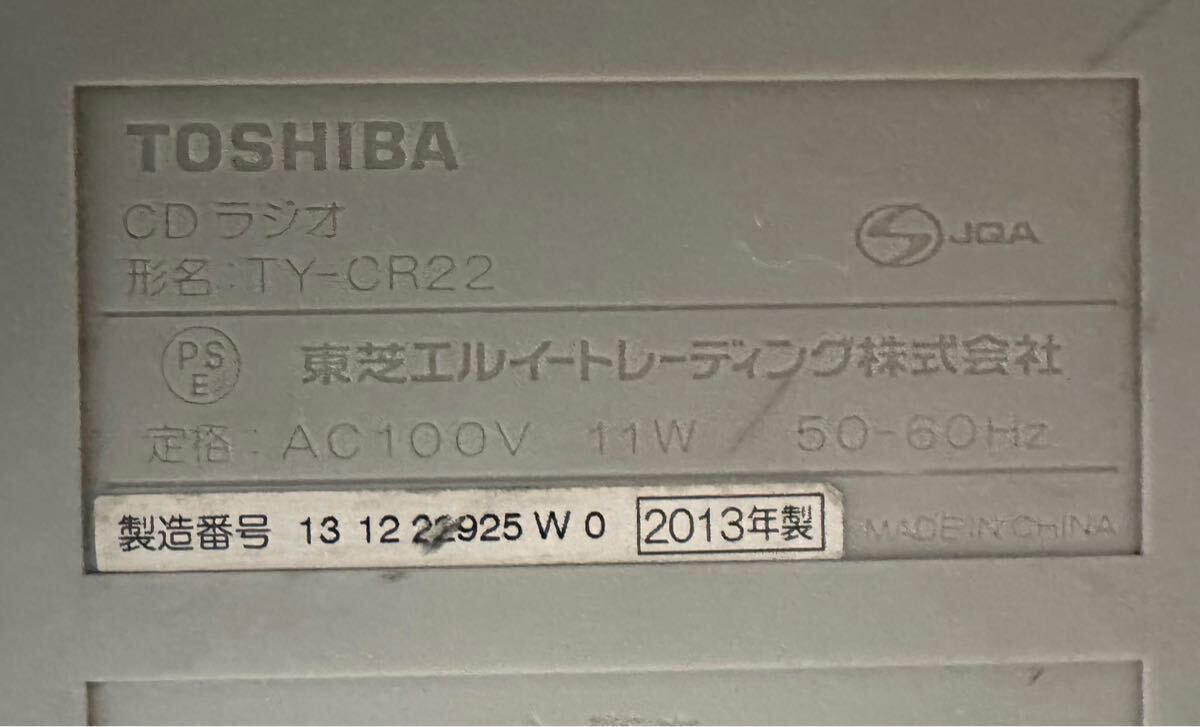 TOSHIBA
CDラジオ
形名:TY-CR22
JQA
PS
E
東芝エルイートレーディング株式会社
定格:AC100V 11W 50-60Hz
製造番号 13 12 22925 W 0 2013年製
MADE IN CHINA